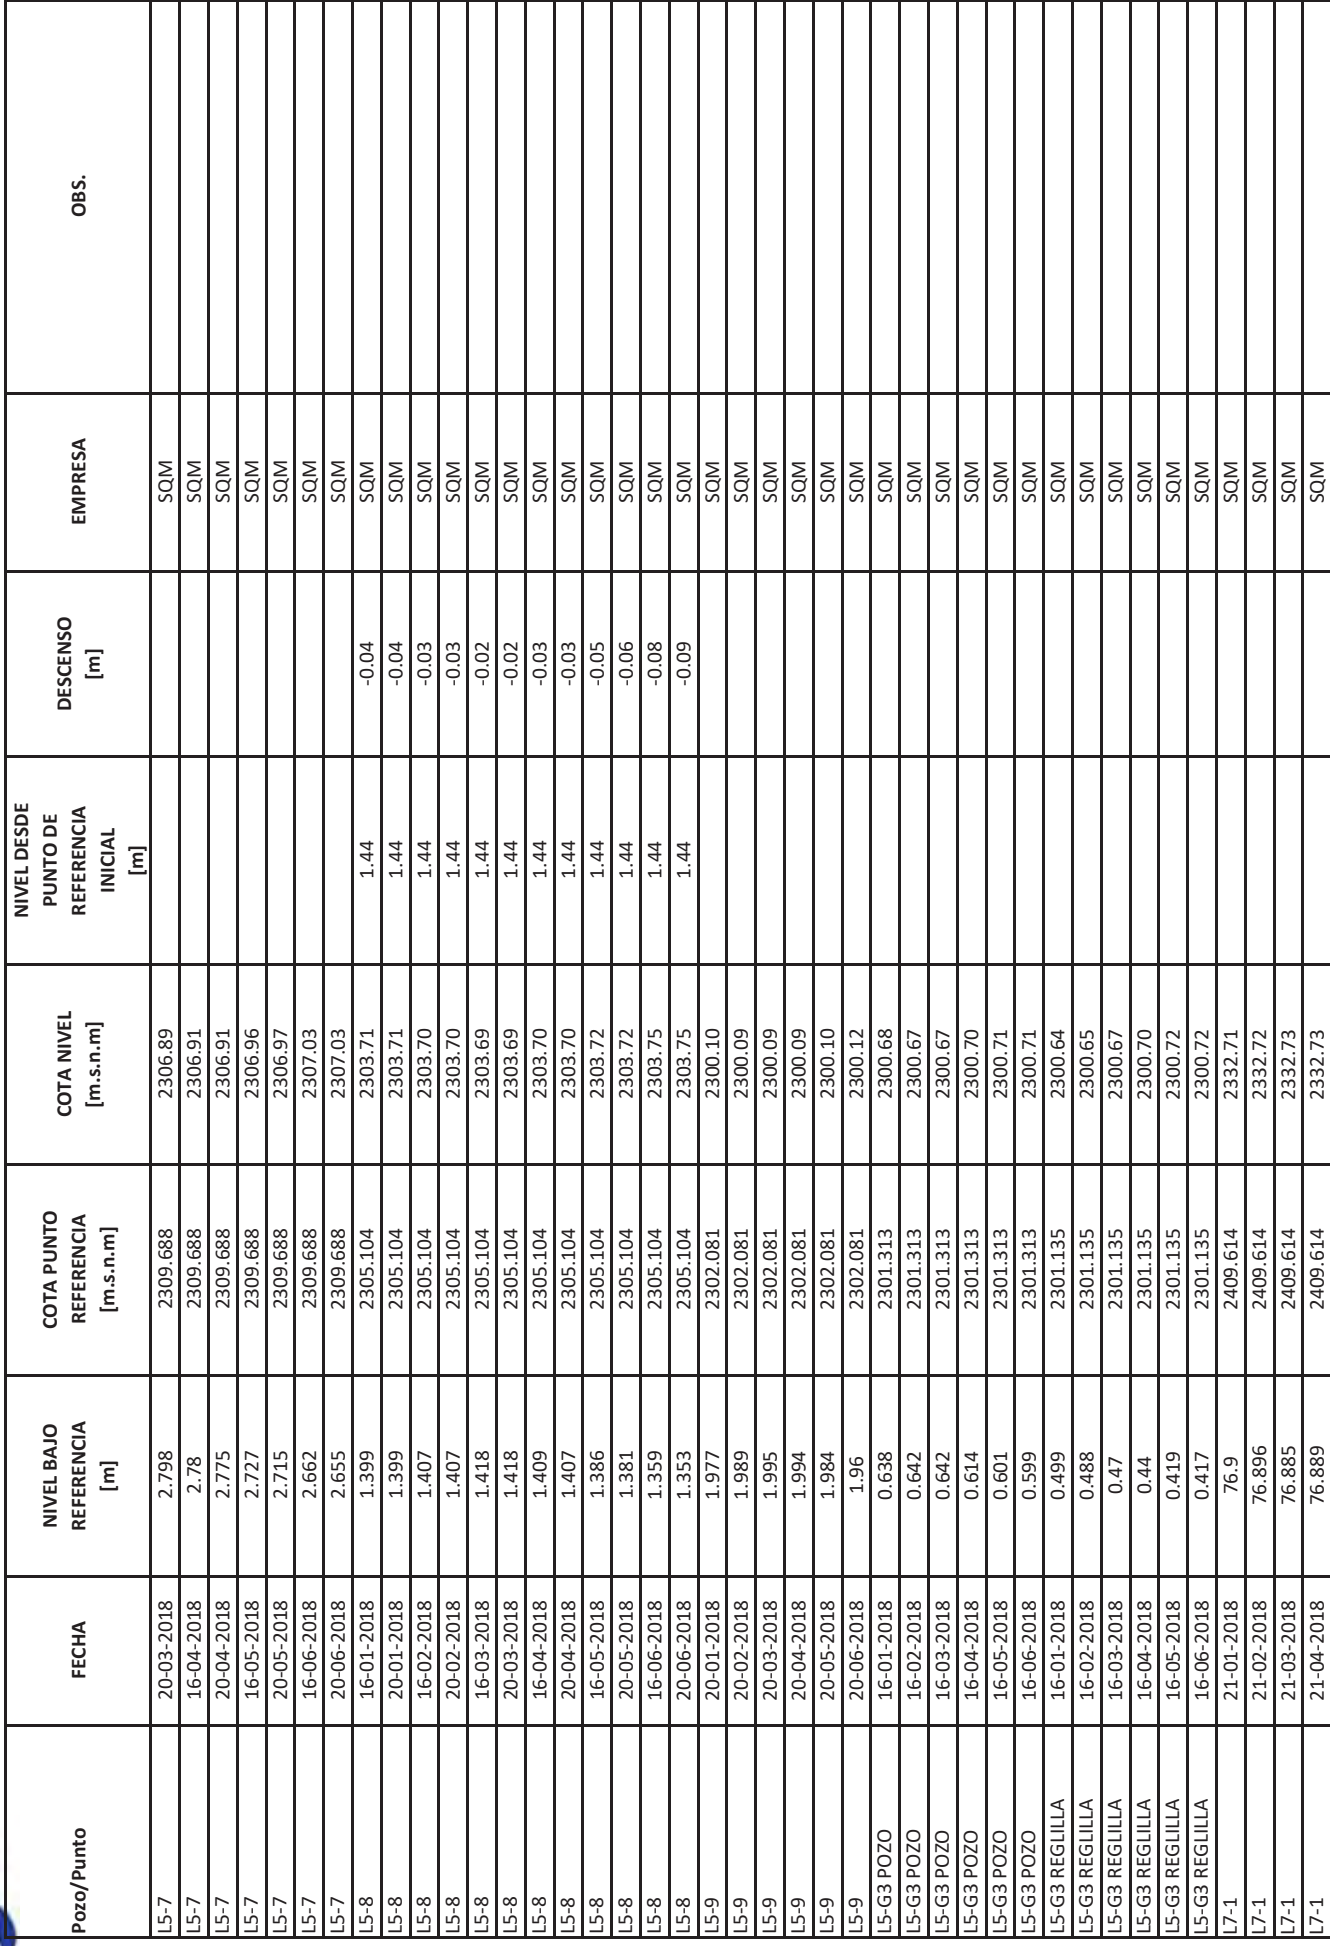 Pozo/Punto FECHA NIVEL BAJO REFERENCIA [m] COTA PUNTO REFERENCIA [m.s.n.m] COTA NIVEL [m.s.n.m] NIVEL DESDE PUNTO DE REFERENCIA INICIAL [m] DESCENSO [m] EMPRESA OBS.
L5-7 20-03-2018 2.798 2309.688 2306.89 SQM
L5-7 16-04-2018 2.78 2309.688 2306.91 SQM
L5-7 20-04-2018 2.775 2309.688 2306.91 SQM
L5-7 16-05-2018 2.727 2309.688 2306.96 SQM
L5-7 20-05-2018 2.715 2309.688 2306.97 SQM
L5-7 16-06-2018 2.662 2309.688 2307.03 SQM
L5-7 20-06-2018 2.655 2309.688 2307.03 SQM
L5-8 16-01-2018 1.399 2305.104 2303.71 1.44 -0.04 SQM
L5-8 20-01-2018 1.399 2305.104 2303.71 1.44 -0.04 SQM
L5-8 16-02-2018 1.407 2305.104 2303.70 1.44 -0.03 SQM
L5-8 20-02-2018 1.407 2305.104 2303.70 1.44 -0.03 SQM
L5-8 16-03-2018 1.418 2305.104 2303.69 1.44 -0.02 SQM
L5-8 20-03-2018 1.418 2305.104 2303.69 1.44 -0.02 SQM
L5-8 16-04-2018 1.409 2305.104 2303.70 1.44 -0.03 SQM
L5-8 20-04-2018 1.407 2305.104 2303.70 1.44 -0.03 SQM
L5-8 16-05-2018 1.386 2305.104 2303.72 1.44 -0.05 SQM
L5-8 20-05-2018 1.381 2305.104 2303.72 1.44 -0.06 SQM
L5-8 16-06-2018 1.359 2305.104 2303.75 1.44 -0.08 SQM
L5-8 20-06-2018 1.353 2305.104 2303.75 1.44 -0.09 SQM
L5-9 20-01-2018 1.977 2302.081 2300.10 SQM
L5-9 20-02-2018 1.989 2302.081 2300.09 SQM
L5-9 20-03-2018 1.995 2302.081 2300.09 SQM
L5-9 20-04-2018 1.994 2302.081 2300.09 SQM
L5-9 20-05-2018 1.984 2302.081 2300.10 SQM
L5-9 20-06-2018 1.96 2302.081 2300.12 SQM
L5-G3 POZO 16-01-2018 0.638 2301.313 2300.68 SQM
L5-G3 POZO 16-02-2018 0.642 2301.313 2300.67 SQM
L5-G3 POZO 16-03-2018 0.642 2301.313 2300.67 SQM
L5-G3 POZO 16-04-2018 0.614 2301.313 2300.70 SQM
L5-G3 POZO 16-05-2018 0.601 2301.313 2300.71 SQM
L5-G3 POZO 16-06-2018 0.599 2301.313 2300.71 SQM
L5-G3 REGLILLA 16-01-2018 0.499 2301.135 2300.64 SQM
L5-G3 REGLILLA 16-02-2018 0.488 2301.135 2300.65 SQM
L5-G3 REGLILLA 16-03-2018 0.47 2301.135 2300.67 SQM
L5-G3 REGLILLA 16-04-2018 0.44 2301.135 2300.70 SQM
L5-G3 REGLILLA 16-05-2018 0.419 2301.135 2300.72 SQM
L5-G3 REGLILLA 16-06-2018 0.417 2301.135 2300.72 SQM
L7-1 21-01-2018 76.9 2409.614 2332.71 SQM
L7-1 21-02-2018 76.896 2409.614 2332.72 SQM
L7-1 21-03-2018 76.885 2409.614 2332.73 SQM
L7-1 21-04-2018 76.889 2409.614 2332.73 SQM